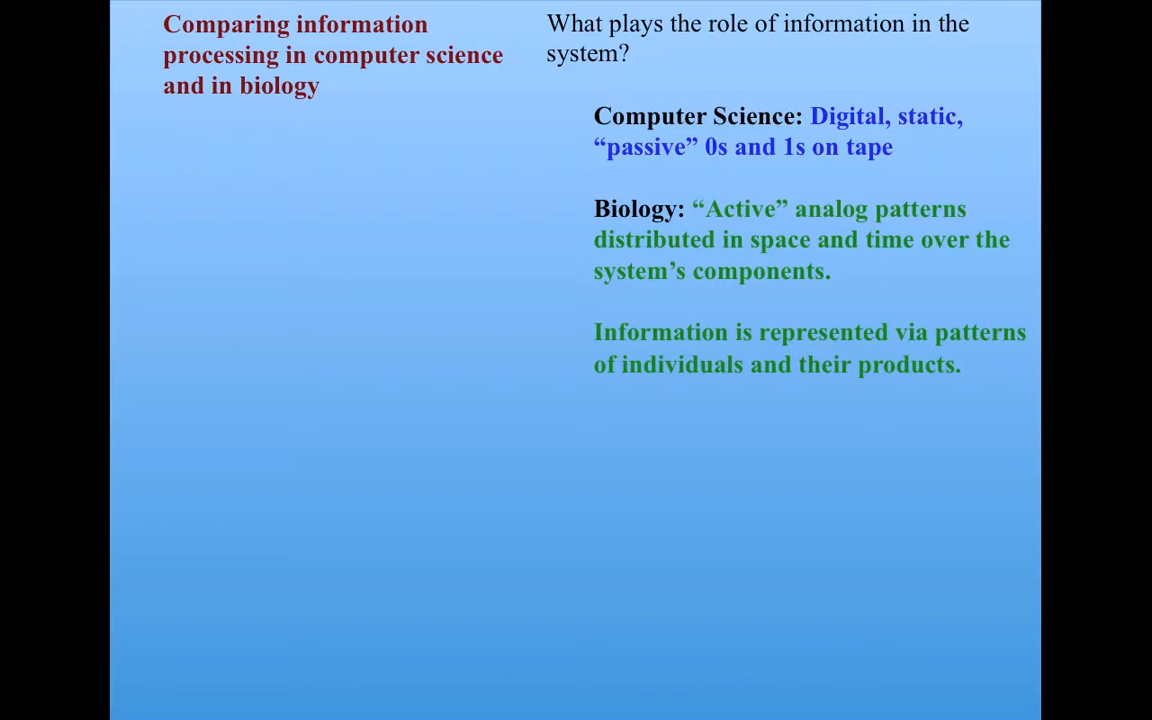 Comparing information
processing in computer science
and in biology
What plays the role of information in the
system?
Computer Science: Digital, static,
“passive” 0s and 1s on tape
Biology: “Active” analog patterns
distributed in space and time over the
system’s components.
Information is represented via patterns
of individuals and their products.